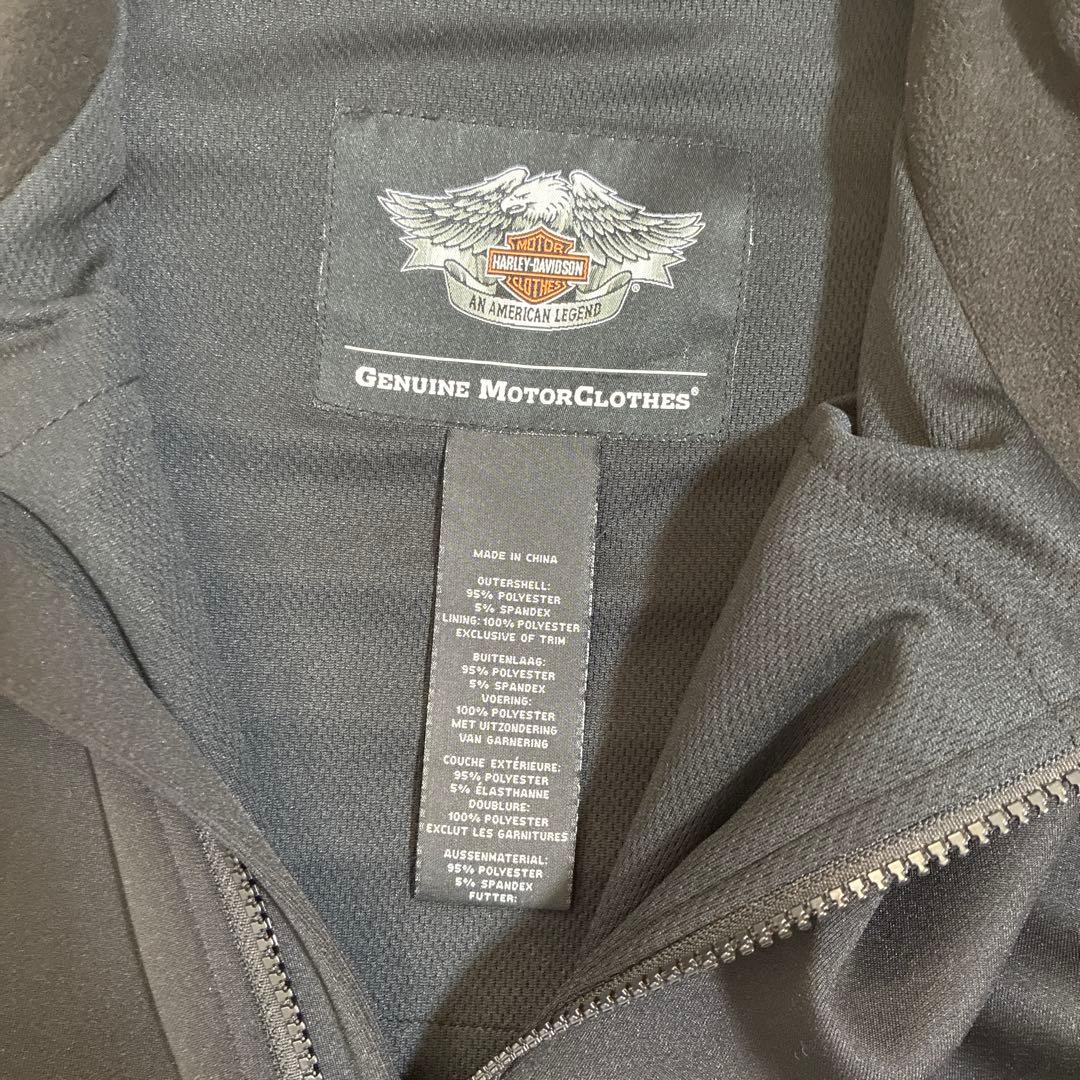 MOTOR
HARLEY-DAVIDSON
CLOTHES
®
AN AMERICAN LEGEND
GENUINE MOTORCLOTHES®
MADE IN CHINA
OUTERSHELL:
95% POLYESTER
5% SPANDEX
LINING: 100% POLYESTER
EXCLUSIVE OF TRIM
BUITENLAAG:
95% POLYESTER
5% SPANDEX
VOERING:
100% POLYESTER
MET UITZONDERING
VAN GARNERING
COUCHE EXTÉRIEURE:
95% POLYESTER
5% ÉLASTHANNE
DOUBLURE:
100% POLYESTER
EXCLUT LES GARNITURES
AUSSENMATERIAL:
95% POLYESTER
5% SPANDEX
FUTTER: